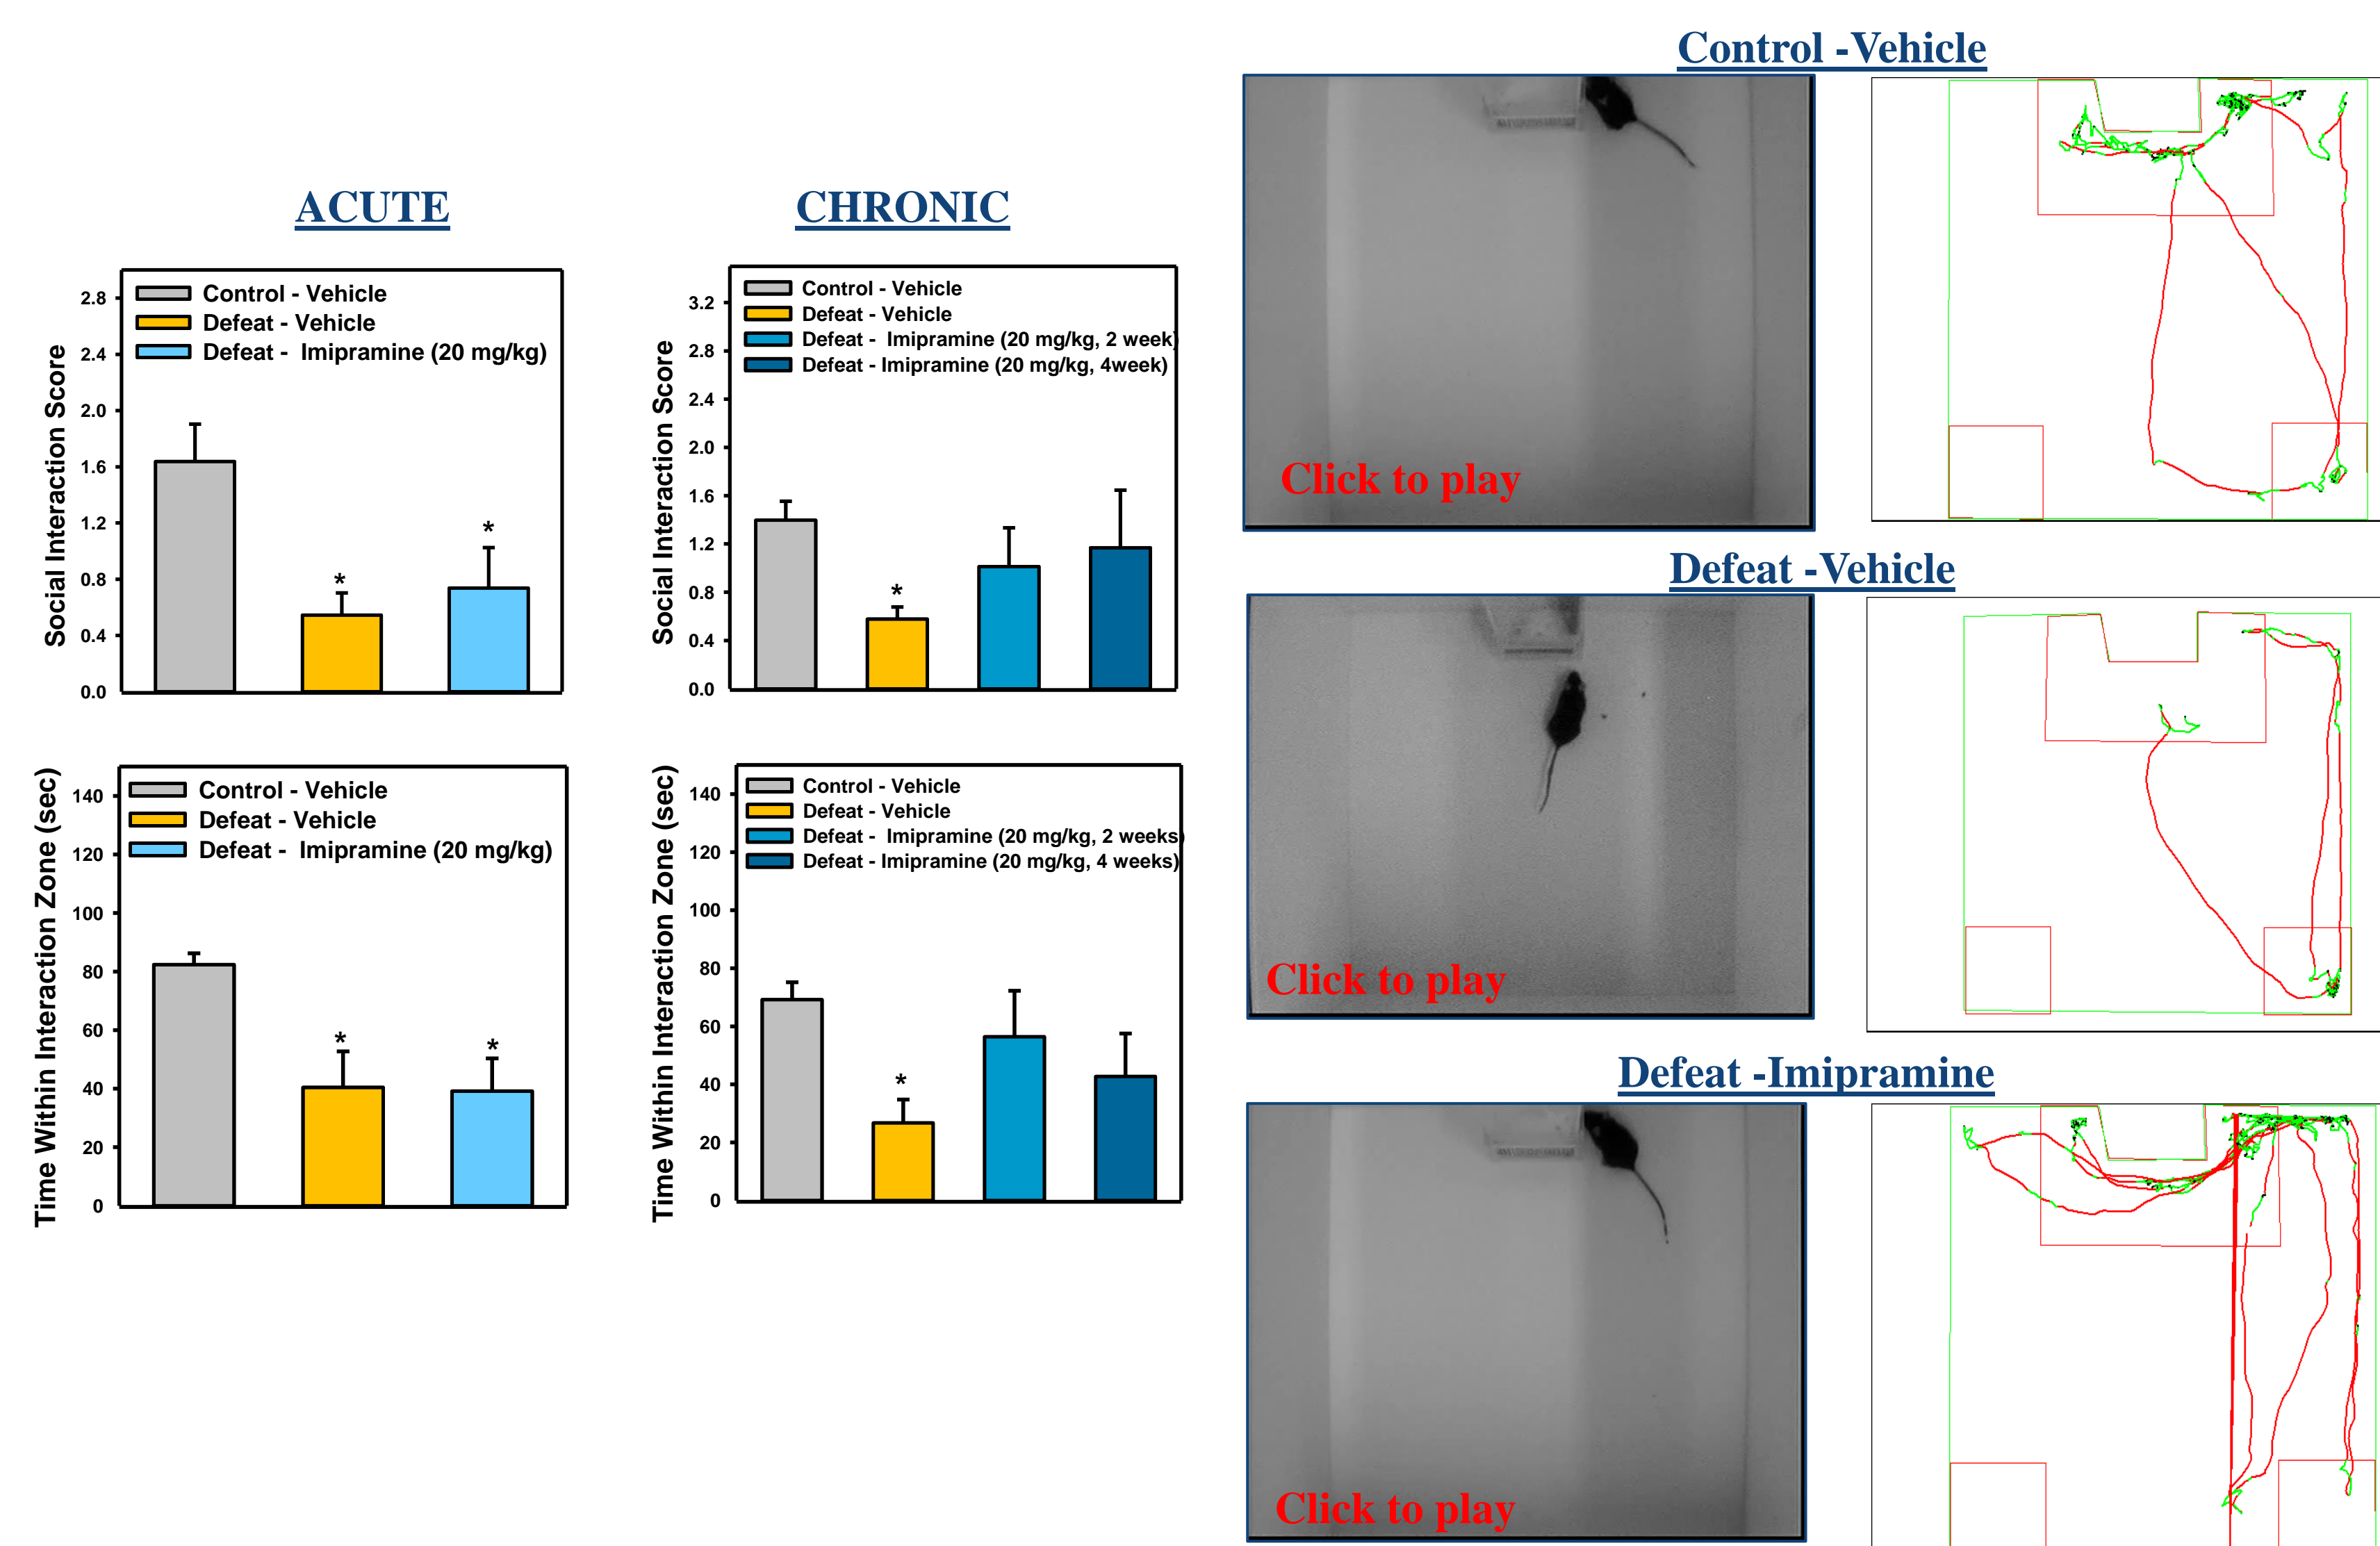 ACUTE
Social Interaction Score
2.8
2.4
2.0
1.6
1.2
0.8
0.4
0.0
Control - Vehicle
Defeat - Vehicle
Defeat - Imipramine (20 mg/kg)
*
*
Time Within Interaction Zone (sec)
140
120
100
80
60
40
20
0
Control - Vehicle
Defeat - Vehicle
Defeat - Imipramine (20 mg/kg)
*
*
CHRONIC
Social Interaction Score
3.2
2.8
2.4
2.0
1.6
1.2
0.8
0.4
0.0
Control - Vehicle
Defeat - Vehicle
Defeat - Imipramine (20 mg/kg, 2 week)
Defeat - Imipramine (20 mg/kg, 4week)
*
Time Within Interaction Zone (sec)
140
120
100
80
60
40
20
0
Control - Vehicle
Defeat - Vehicle
Defeat - Imipramine (20 mg/kg, 2 weeks)
Defeat - Imipramine (20 mg/kg, 4 weeks)
*
Control -Vehicle
Click to play
Defeat -Vehicle
Click to play
Defeat -Imipramine
Click to play